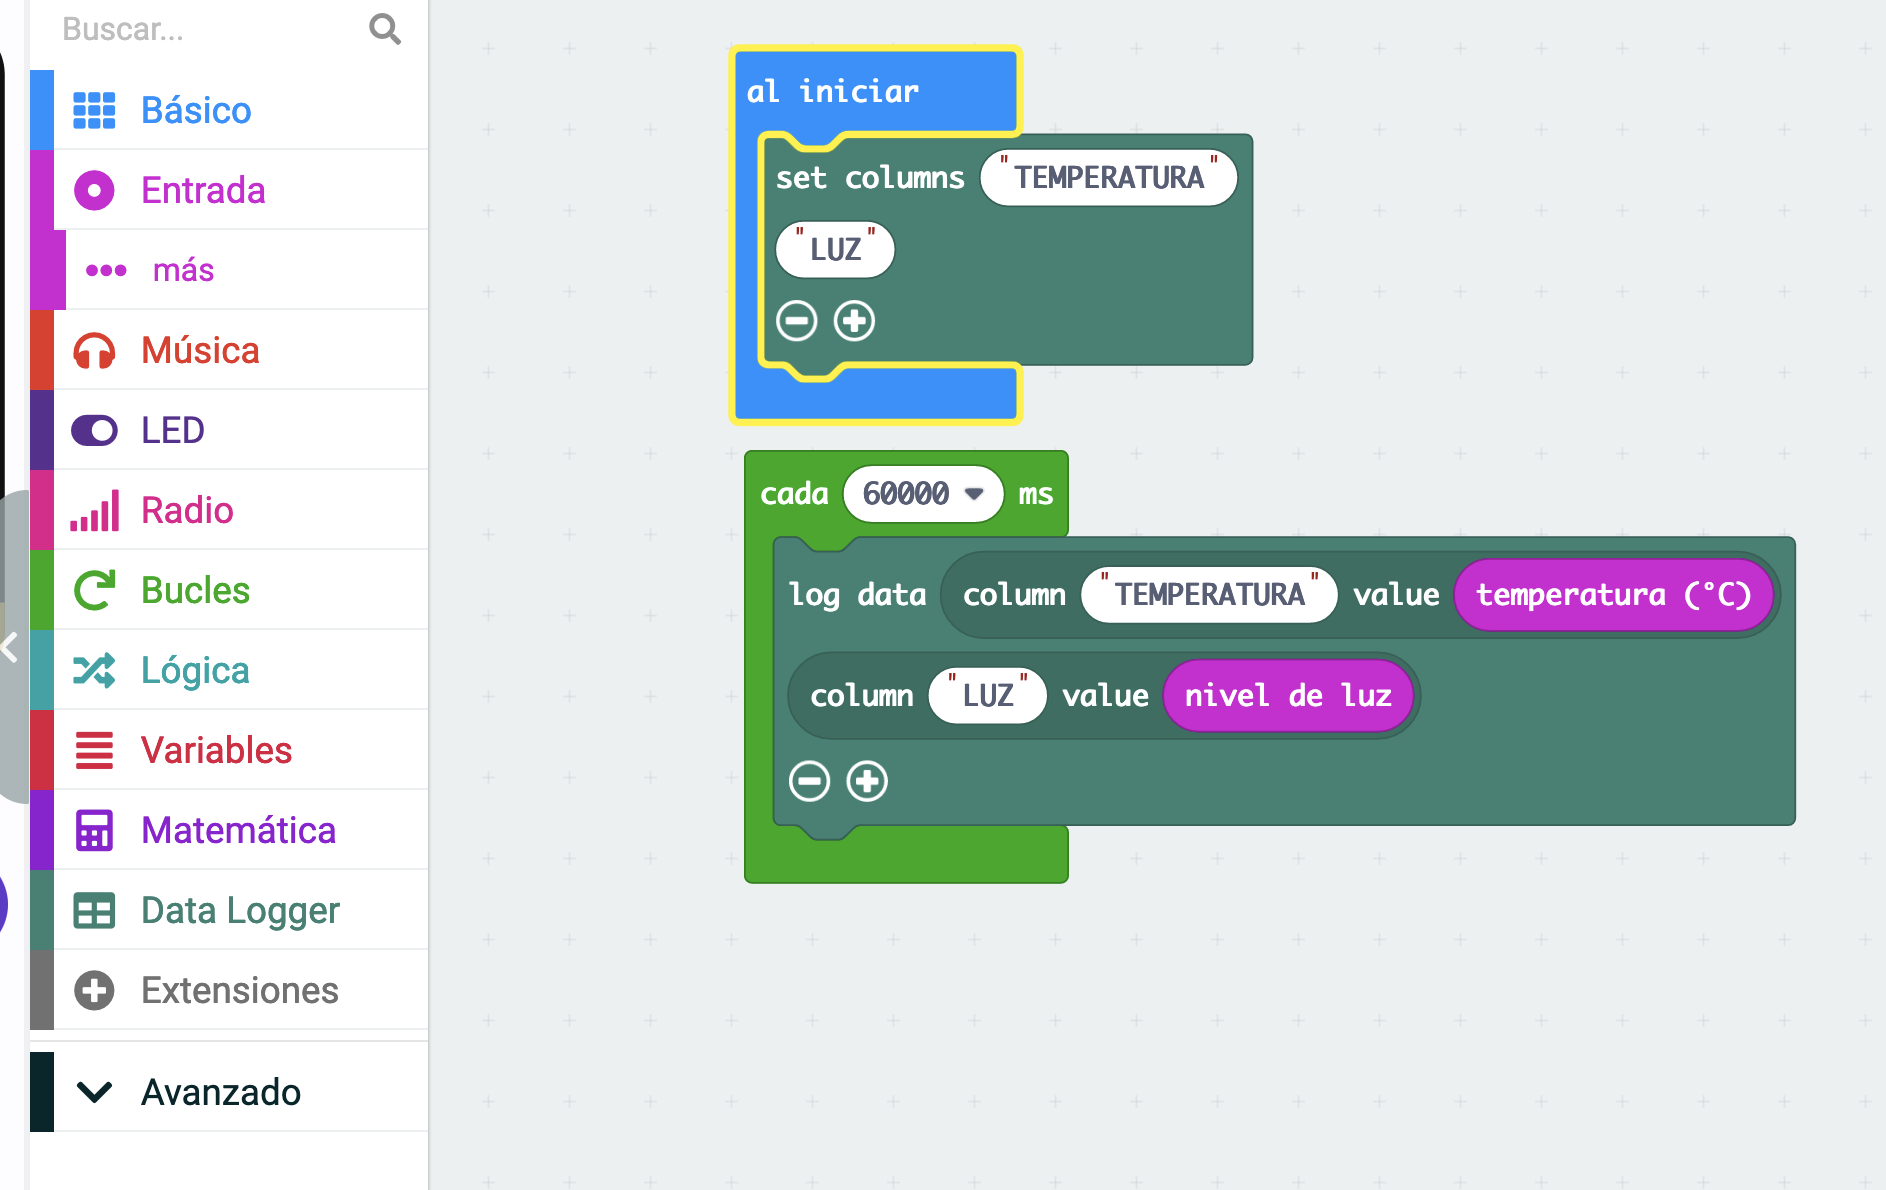 Buscar...
Básico
Entrada
más
Música
LED
Radio
Bucles
Lógica
Variables
Matemática
Data Logger
Extensiones
Avanzado
al iniciar
set columns "TEMPERATURA"
"LUZ"
cada 60000 ms
log data column "TEMPERATURA" value temperatura (°C)
column "LUZ" value nivel de luz